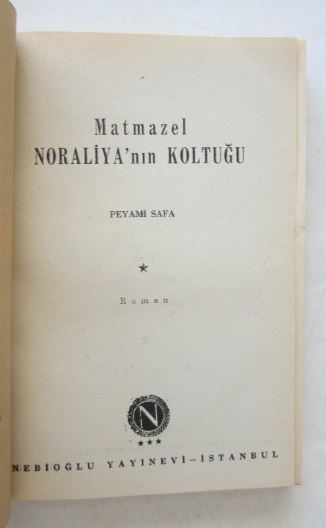 Matmazel
NORALİYA'nın KOLTUĞU
PEYAMİ SAFA
Roman
N
NEBİOĞLU YAYINEVİ–İSTANBUL